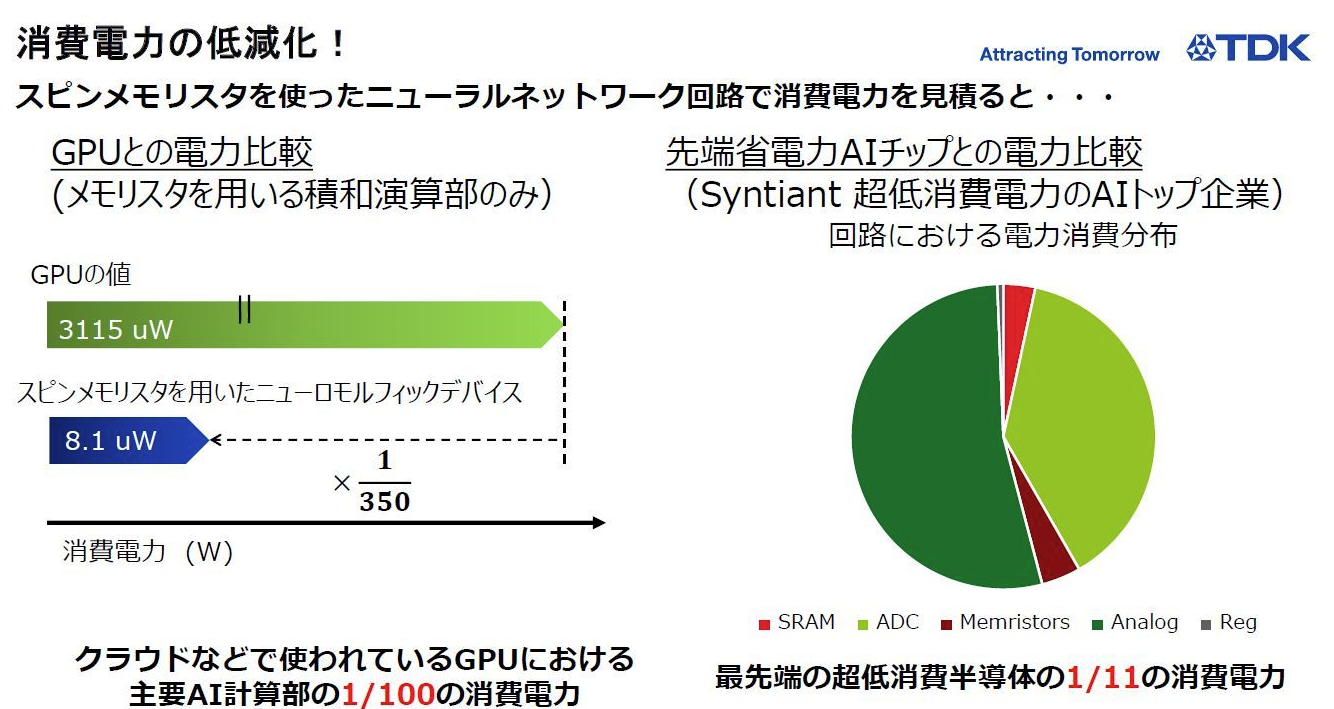 消費電力の低減化！
Attracting Tomorrow TDK
スピンメモリスタを使ったニューラルネットワーク回路で消費電力を見積ると・・・
GPUとの電力比較
(メモリスタを用いる積和演算部のみ）
GPUの値
3115 uW
スピンメモリスタを用いたニューロモルフィックデバイス
8.1 uW
× 1/350
消費電力 (W)
クラウドなどで使われているGPUにおける
主要AI計算部の1/100の消費電力
先端省電力AIチップとの電力比較
（Syntiant 超低消費電力のAIトップ企業）
回路における電力消費分布
SRAM ADC Memristors Analog Reg
最先端の超低消費半導体の1/11の消費電力